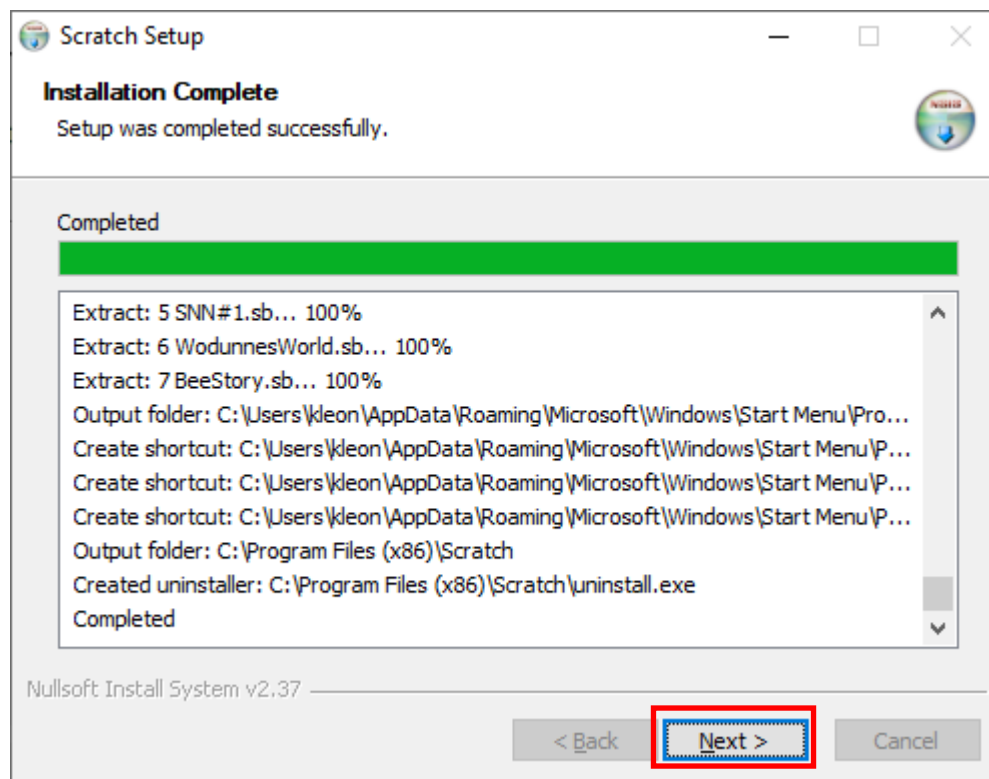 Scratch Setup
Installation Complete
Setup was completed successfully.
Completed
Extract: 5 SNN#1.sb... 100%
Extract: 6 WodunnesWorld.sb... 100%
Extract: 7 BeeStory.sb... 100%
Output folder: C:\Users\kleon\AppData\Roaming\Microsoft\Windows\Start Menu\Pro...
Create shortcut: C:\Users\kleon\AppData\Roaming\Microsoft\Windows\Start Menu\P...
Create shortcut: C:\Users\kleon\AppData\Roaming\Microsoft\Windows\Start Menu\P...
Create shortcut: C:\Users\kleon\AppData\Roaming\Microsoft\Windows\Start Menu\P...
Output folder: C:\Program Files (x86)\Scratch
Created uninstaller: C:\Program Files (x86)\Scratch\uninstall.exe
Completed
Nullsoft Install System v2.37
< Back Next > Cancel